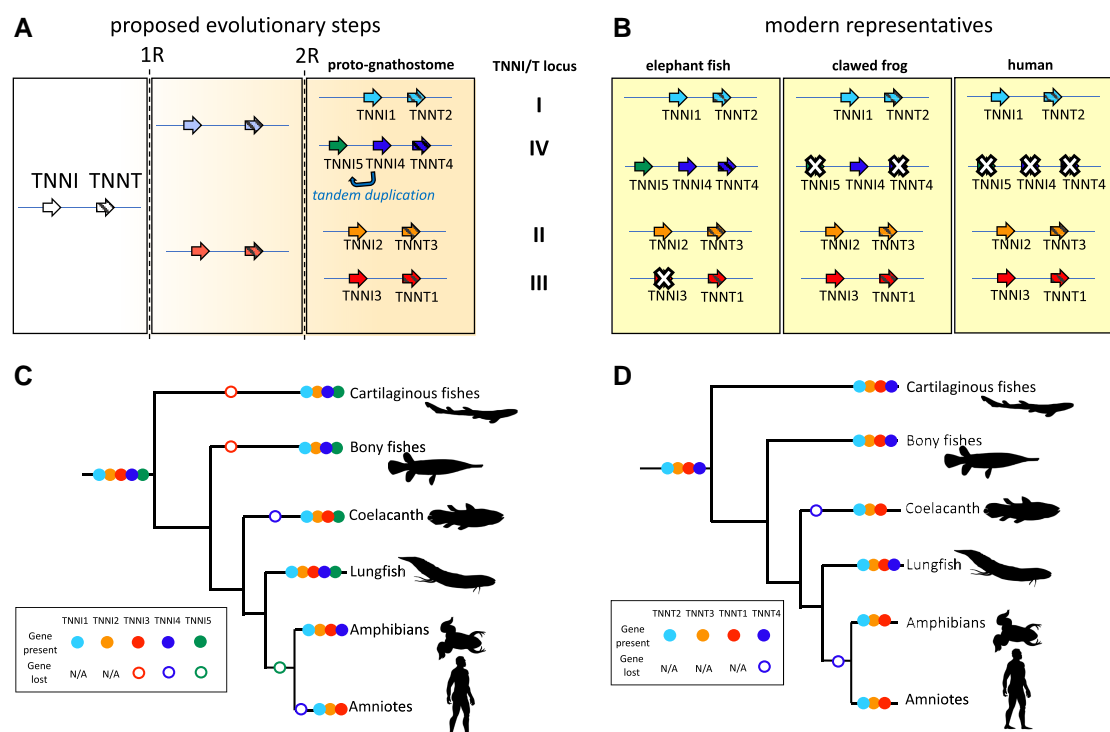 A
proposed evolutionary steps
1R
2R
proto-gnathostome
TNNI/T locus
TNNI TNNT
TNNI1 TNNT2
I
TNNI5 TNNI4 TNNT4
IV
tandem duplication
TNNI2 TNNT3
II
TNNI3 TNNT1
III
B
modern representatives
elephant fish
clawed frog
human
TNNI1 TNNT2
TNNI1 TNNT2
TNNI1 TNNT2
TNNI5 TNNI4 TNNT4
TNNI5 TNNI4 TNNT4
TNNI5 TNNI4 TNNT4
TNNI2 TNNT3
TNNI2 TNNT3
TNNI2 TNNT3
TNNI3 TNNT1
TNNI3 TNNT1
TNNI3 TNNT1
C
Cartilaginous fishes
Bony fishes
Coelacanth
Lungfish
Amphibians
Amniotes
TNNI1 TNNI2 TNNI3 TNNI4 TNNI5
Gene
present
Gene
lost
N/A N/A
D
Cartilaginous fishes
Bony fishes
Coelacanth
Lungfish
Amphibians
Amniotes
TNNT2 TNNT3 TNNT1 TNNT4
Gene
present
Gene
lost
N/A N/A N/A